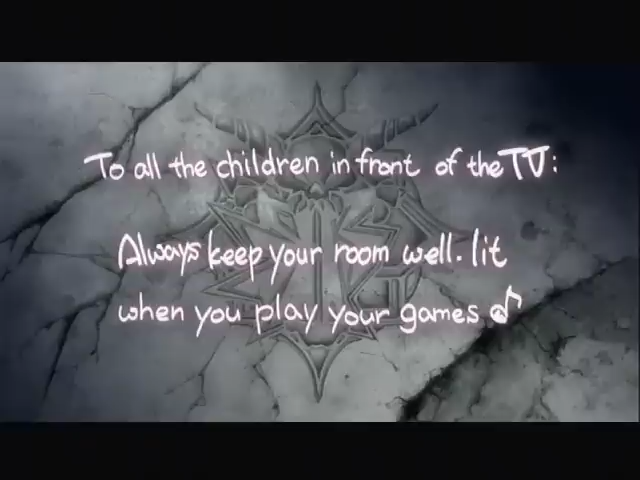 To all the children in front of the TV:
Always keep your room well-lit
when you play your games ♪